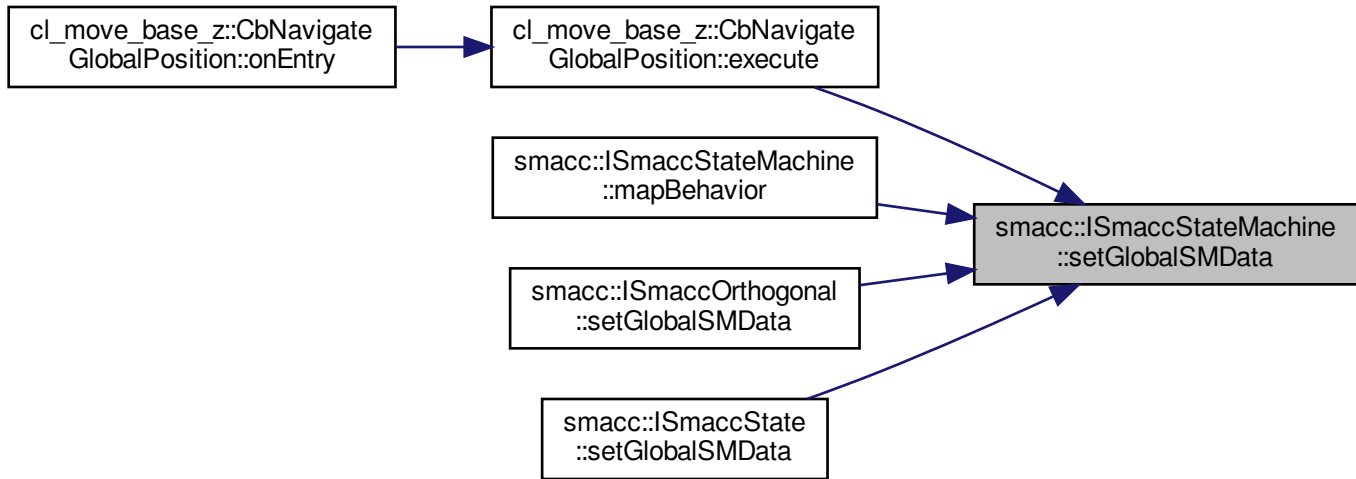 cl_move_base_z::CbNavigate
GlobalPosition::onEntry
cl_move_base_z::CbNavigate
GlobalPosition::execute
smacc::ISmaccStateMachine
::mapBehavior
smacc::ISmaccStateMachine
::setGlobalSMData
smacc::ISmaccOrthogonal
::setGlobalSMData
smacc::ISmaccState
::setGlobalSMData